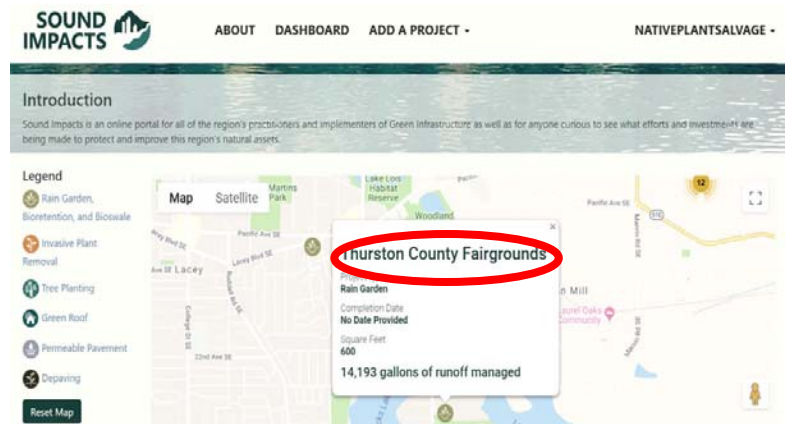 SOUND
IMPACTS
ABOUT DASHBOARD ADD A PROJECT
NATIVEPLANTSALVAGE
Introduction
Sound Impacts is an online portal for all of the region's practitioners and implementers of Green Infrastructure as well as for anyone curious to see what efforts and investments are
being made to protect and improve this region's natural assets.
Legend
Rain Garden,
Bioretention, and Bioswale
Invasive Plant
Removal
Tree Planting
Green Roof
Permeable Pavement
Depaving
Reset Map
Map Satellite
Martins
Park
Lake Lois
Habitat
Reserve
Woodland
Pacific Ave SE
12
510
Pacific Ave SE
Lacey Blvd SE
Lacey
College St SE
Ruddell Rd SE
22nd Ave SE
Marvin Rd SE
Thurston County Fairgrounds
Rain Garden
Completion Date
No Date Provided
Square Feet
600
14,193 gallons of runoff managed
n Mill
Laurel Oaks
Community